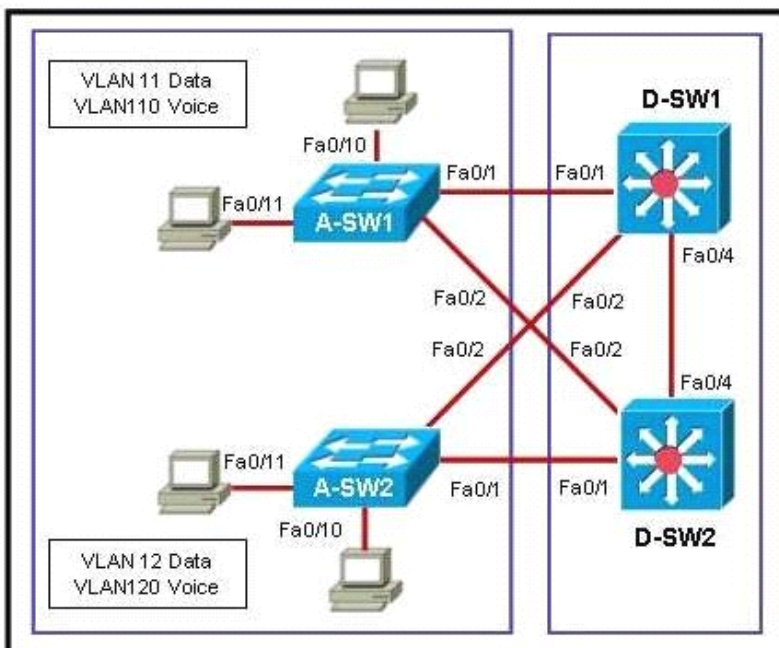 VLAN 11 Data
VLAN110 Voice
D-SW1
Fa0/10
Fa0/1
Fa0/1
Fa0/11
A-SW1
Fa0/4
Fa0/2
Fa0/2
Fa0/2
Fa0/2
Fa0/4
Fa0/11
A-SW2
Fa0/1
Fa0/1
Fa0/10
D-SW2
VLAN 12 Data
VLAN120 Voice